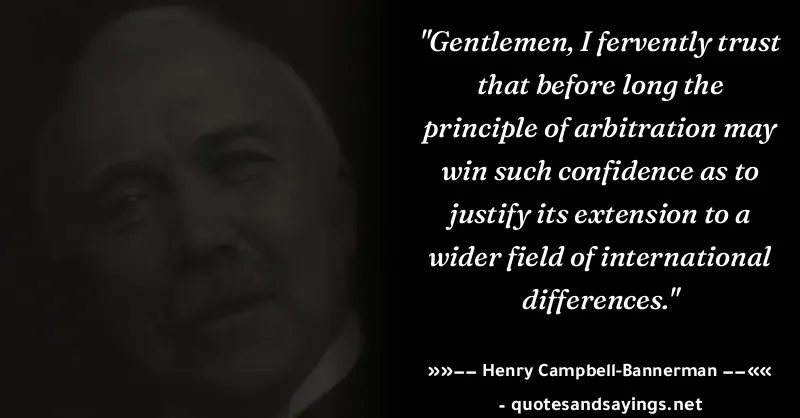 "Gentlemen, I fervently trust
that before long the
principle of arbitration may
win such confidence as to
justify its extension to a
wider field of international
differences."
»»–– Henry Campbell-Bannerman ––««
- quotesandsayings.net